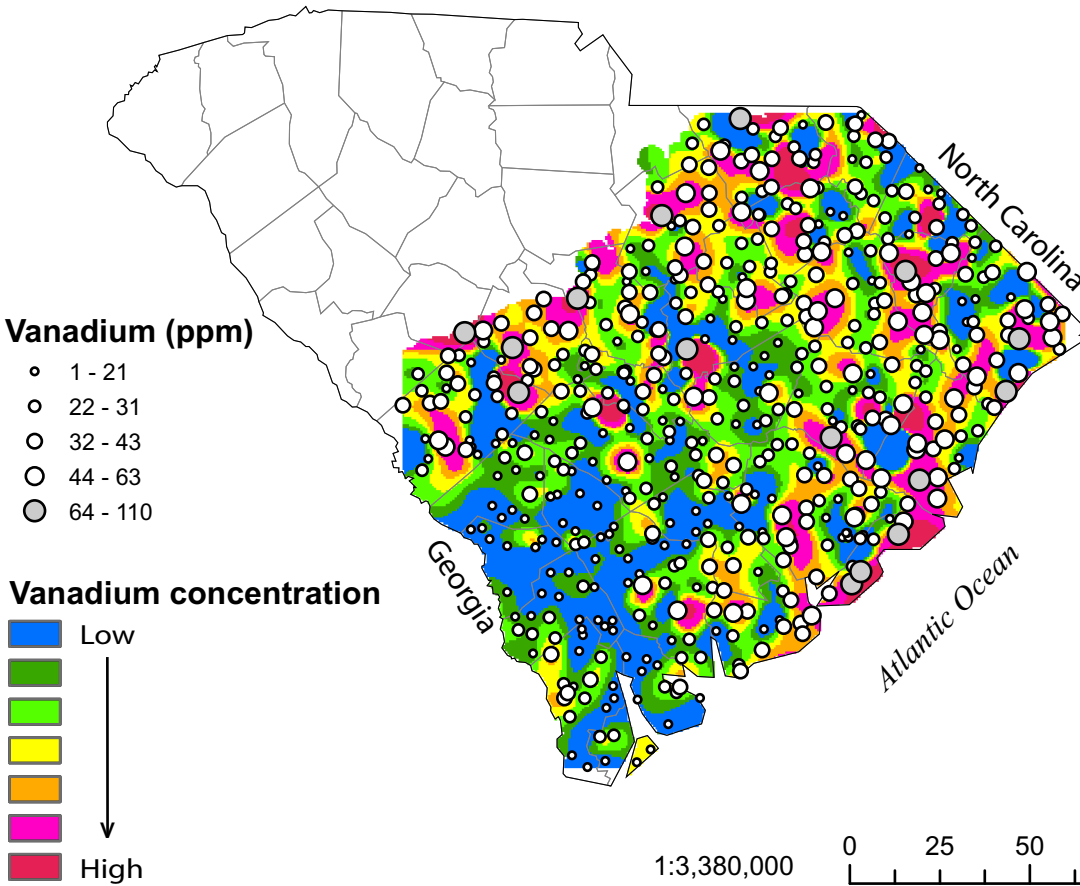 North Carolina
Vanadium (ppm)
1 - 21
22 - 31
32 - 43
44 - 63
64 - 110
Georgia
Atlantic Ocean
Vanadium concentration
Low
High
1:3,380,000
0 25 50